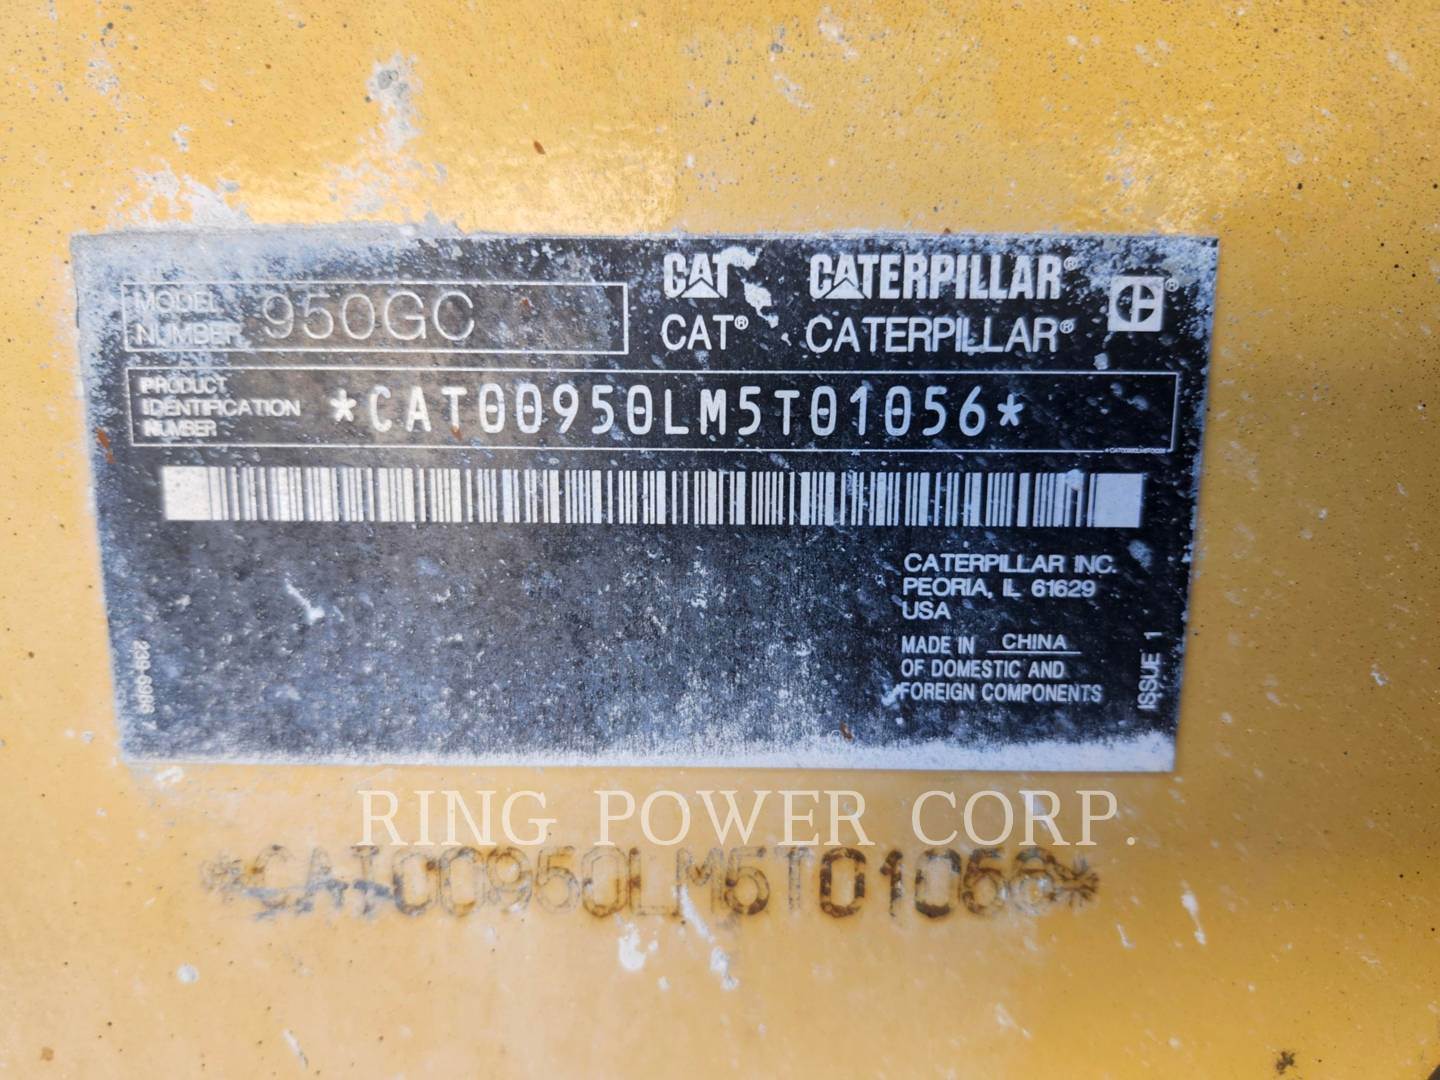 CAT CATERPILLAR®
CAT® CATERPILLAR®
MODEL NUMBER 950GC
PRODUCT IDENTIFICATION NUMBER *CAT00950LM5T01056*
CATERPILLAR INC.
PEORIA, IL 61629
USA
MADE IN CHINA
OF DOMESTIC AND
FOREIGN COMPONENTS
ISSUE 1
RING POWER CORP.
*CAT00950LM5T01056*